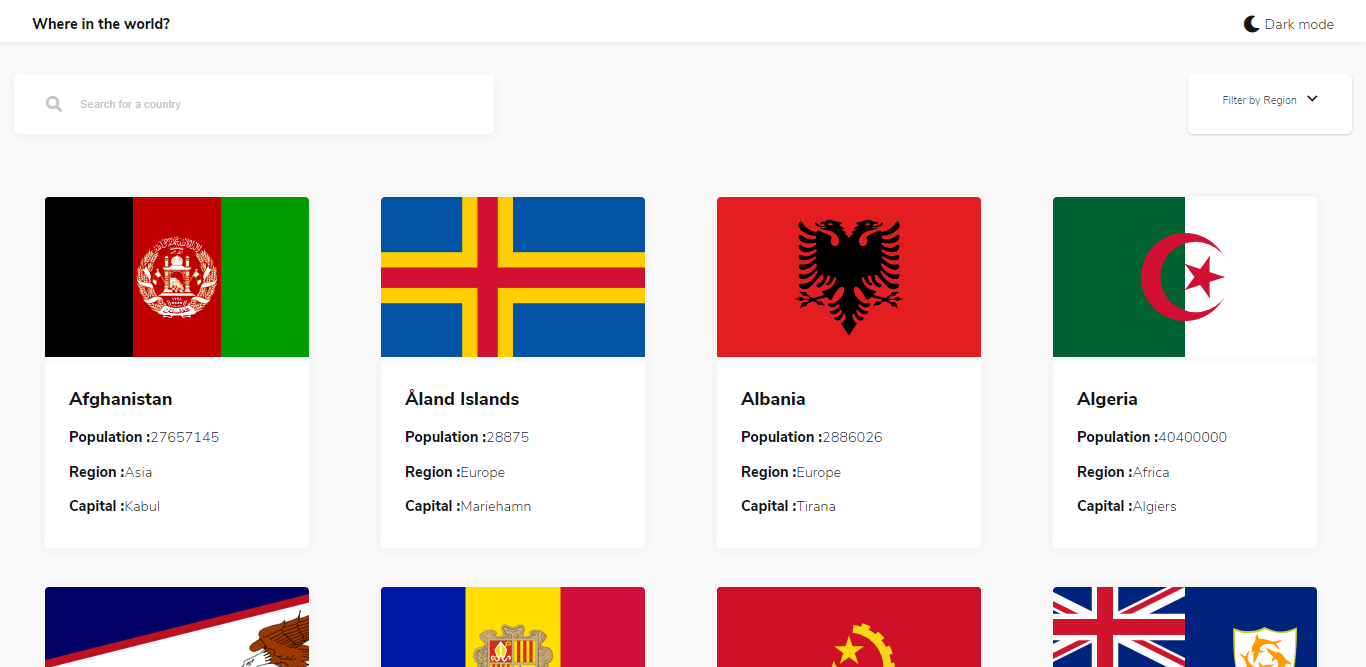 Where in the world?
Dark mode
Search for a country
Filter by Region
Afghanistan
Population :27657145
Region :Asia
Capital :Kabul
Åland Islands
Population :28875
Region :Europe
Capital :Mariehamn
Albania
Population :2886026
Region :Europe
Capital :Tirana
Algeria
Population :40400000
Region :Africa
Capital :Algiers